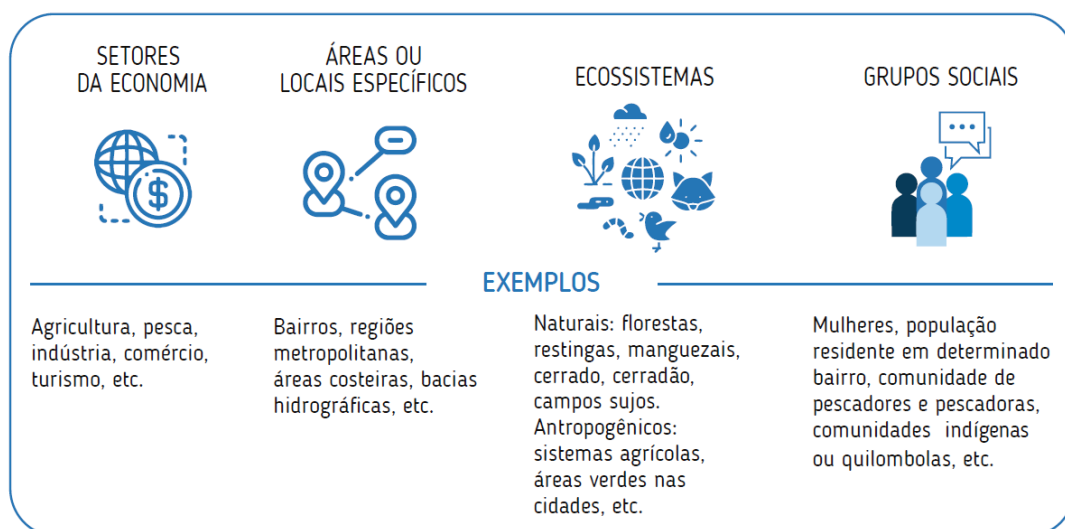 SETORES
DA ECONOMIA
ÁREAS OU
LOCAIS ESPECÍFICOS
ECOSSISTEMAS
GRUPOS SOCIAIS
$
EXEMPLOS
Agricultura, pesca,
indústria, comércio,
turismo, etc.
Bairros, regiões
metropolitanas,
áreas costeiras, bacias
hidrográficas, etc.
Naturais: florestas,
restingas, manguezais,
cerrado, cerradão,
campos sujos.
Antropogênicos:
sistemas agrícolas,
áreas verdes nas
cidades, etc.
Mulheres, população
residente em determinado
bairro, comunidade de
pescadores e pescadoras,
comunidades indígenas
ou quilombolas, etc.